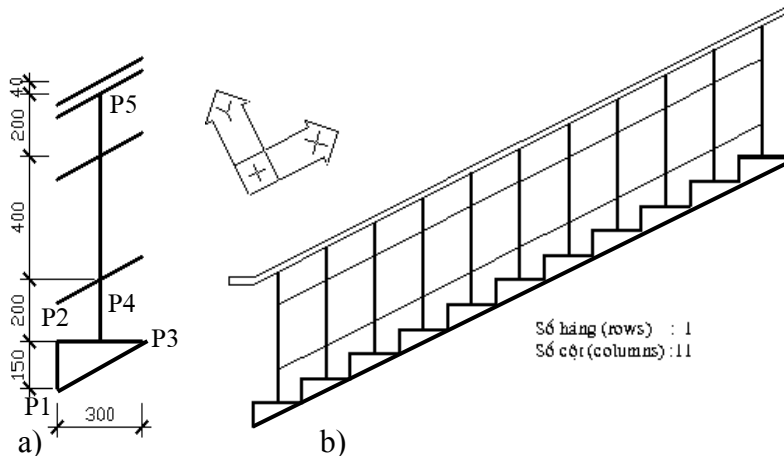 40
P5
200
400
P4
P2
200
P3
150
P1
300
a)
Y
X
b)
Số hàng (rows) : 1
Số cột (columns) : 11